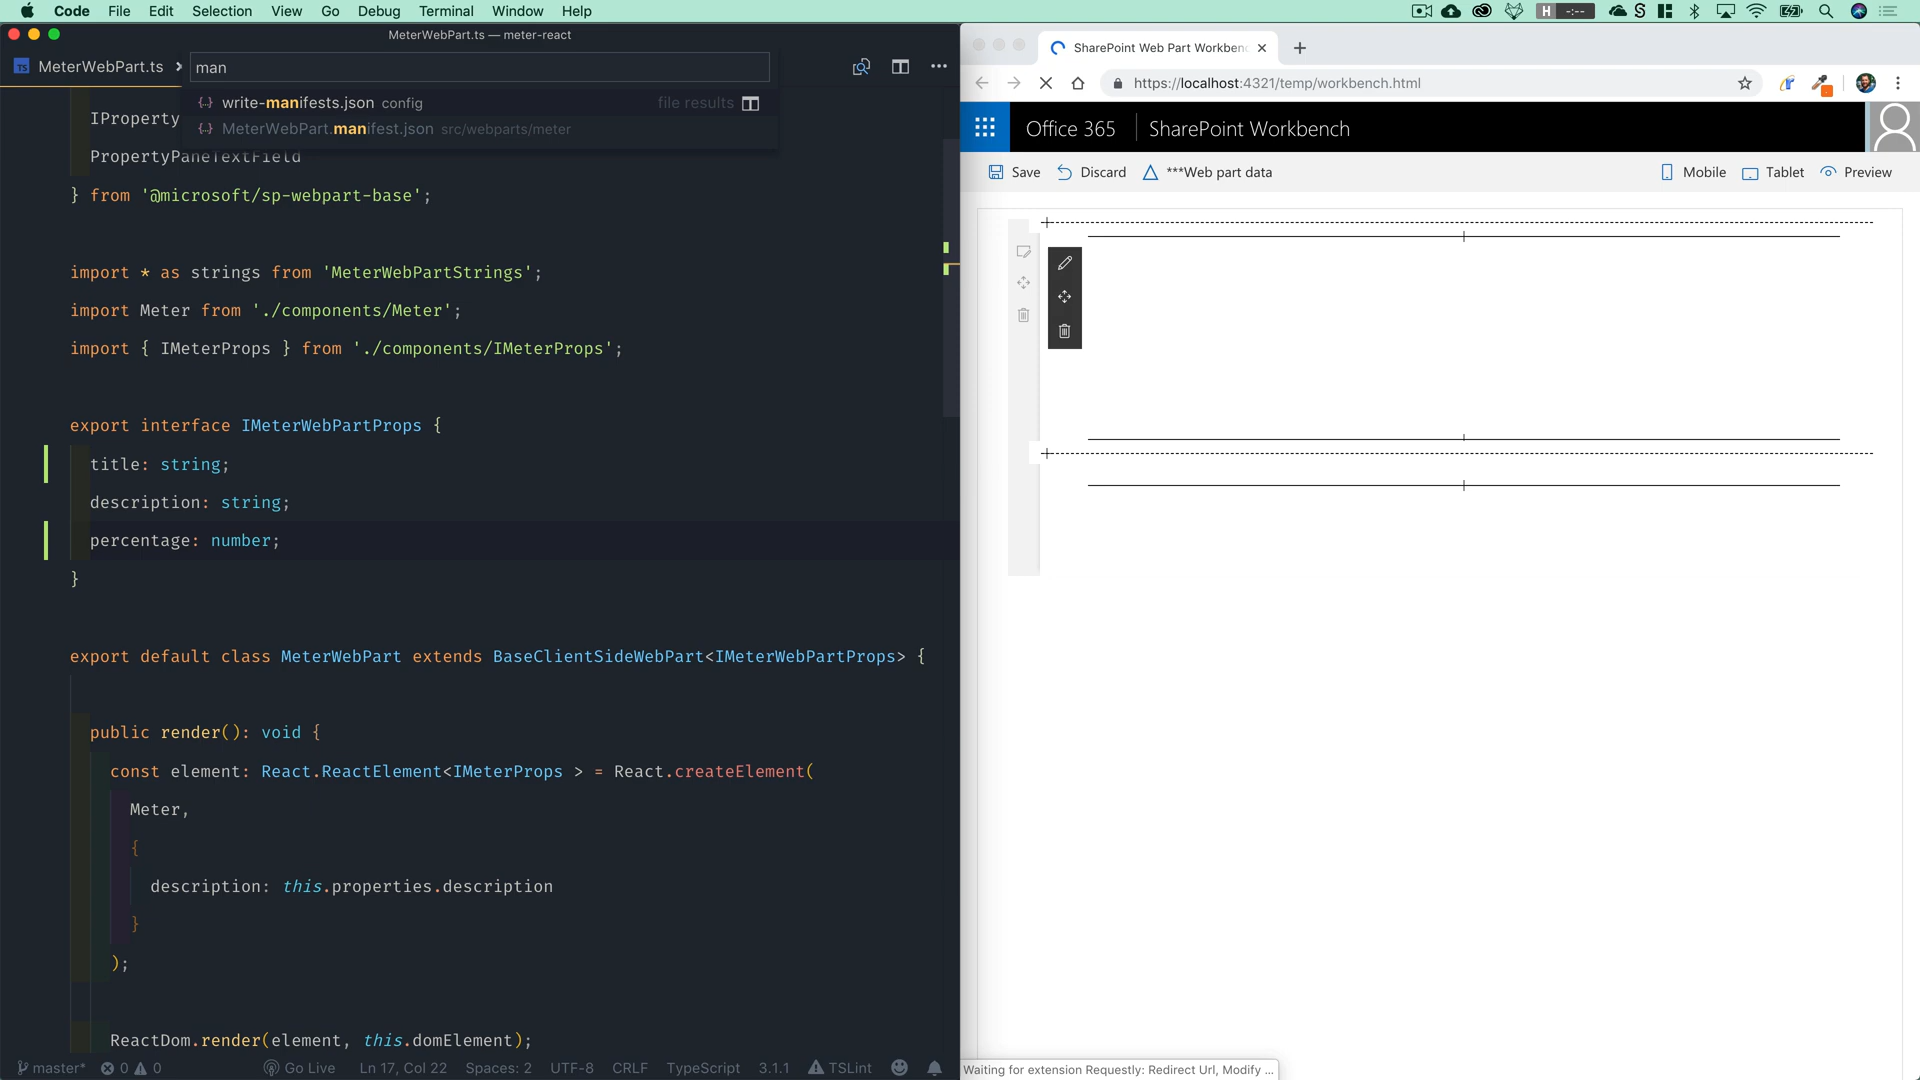 Code File Edit Selection View Go Debug Terminal Window Help
H -:--
MeterWebPart.ts — meter-react
TS MeterWebPart.ts
man
write-manifests.json config file results
MeterWebPart.manifest.json src/webparts/meter
IProperty
PropertyPaneTextField
} from '@microsoft/sp-webpart-base';
import * as strings from 'MeterWebPartStrings';
import Meter from './components/Meter';
import { IMeterProps } from './components/IMeterProps';
export interface IMeterWebPartProps {
title: string;
description: string;
percentage: number;
}
export default class MeterWebPart extends BaseClientSideWebPart<IMeterWebPartProps> {
public render(): void {
const element: React.ReactElement<IMeterProps > = React.createElement(
Meter,
{
description: this.properties.description
}
);
ReactDom.render(element, this.domElement);
master* 0 0 Go Live Ln 17, Col 22 Spaces: 2 UTF-8 CRLF TypeScript 3.1.1 TSLint
SharePoint Web Part Workben
https://localhost:4321/temp/workbench.html
Office 365 SharePoint Workbench
Save Discard ***Web part data Mobile Tablet Preview
Waiting for extension Requestly: Redirect Url, Modify ...